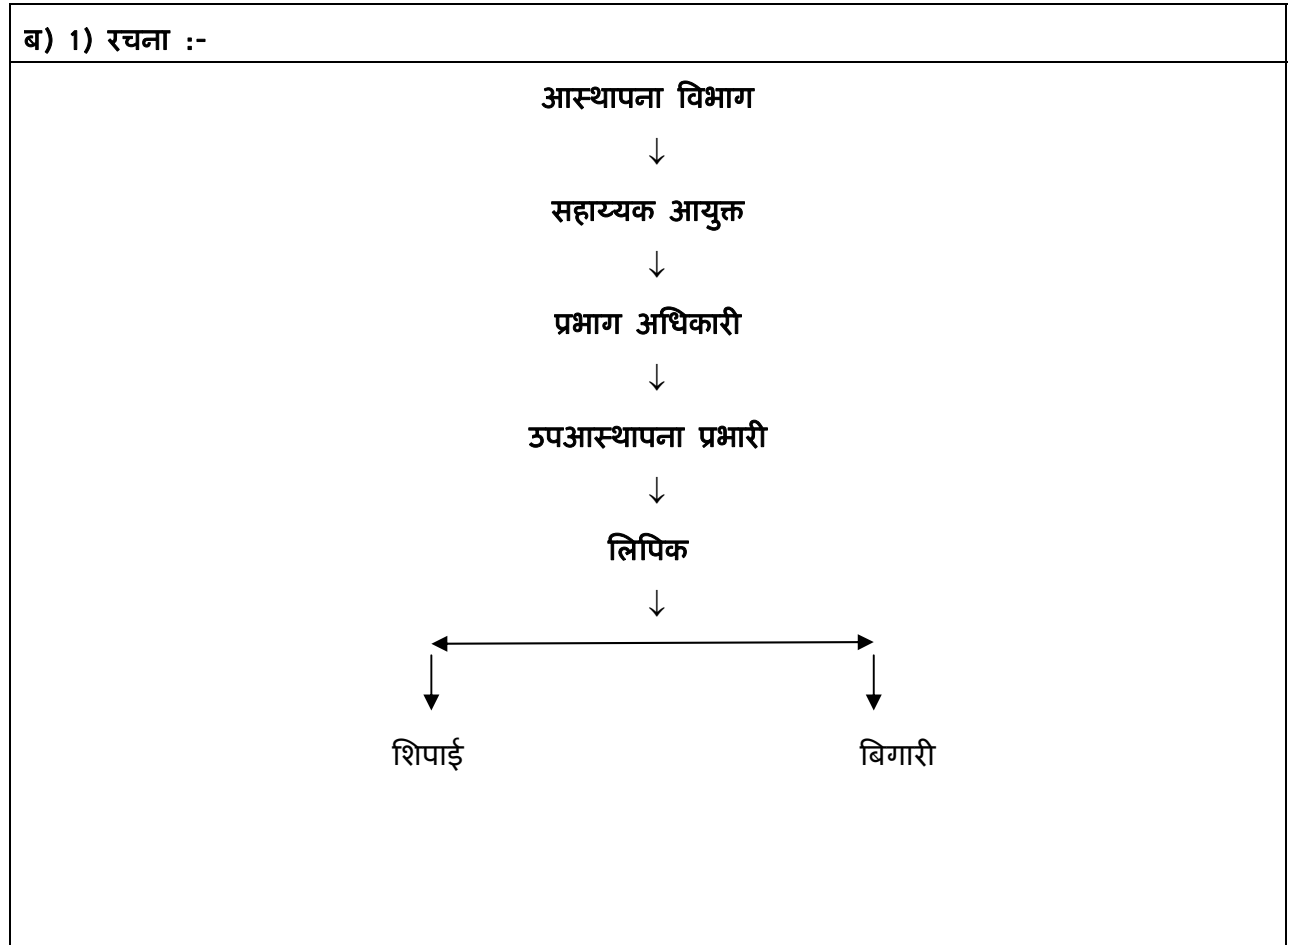 ब) 1) रचना :-
आस्थापना विभाग
↓
सहाय्यक आयुक्त
↓
प्रभाग अधिकारी
↓
उपआस्थापना प्रभारी
↓
लिपिक
↓
शिपाई बिगारी